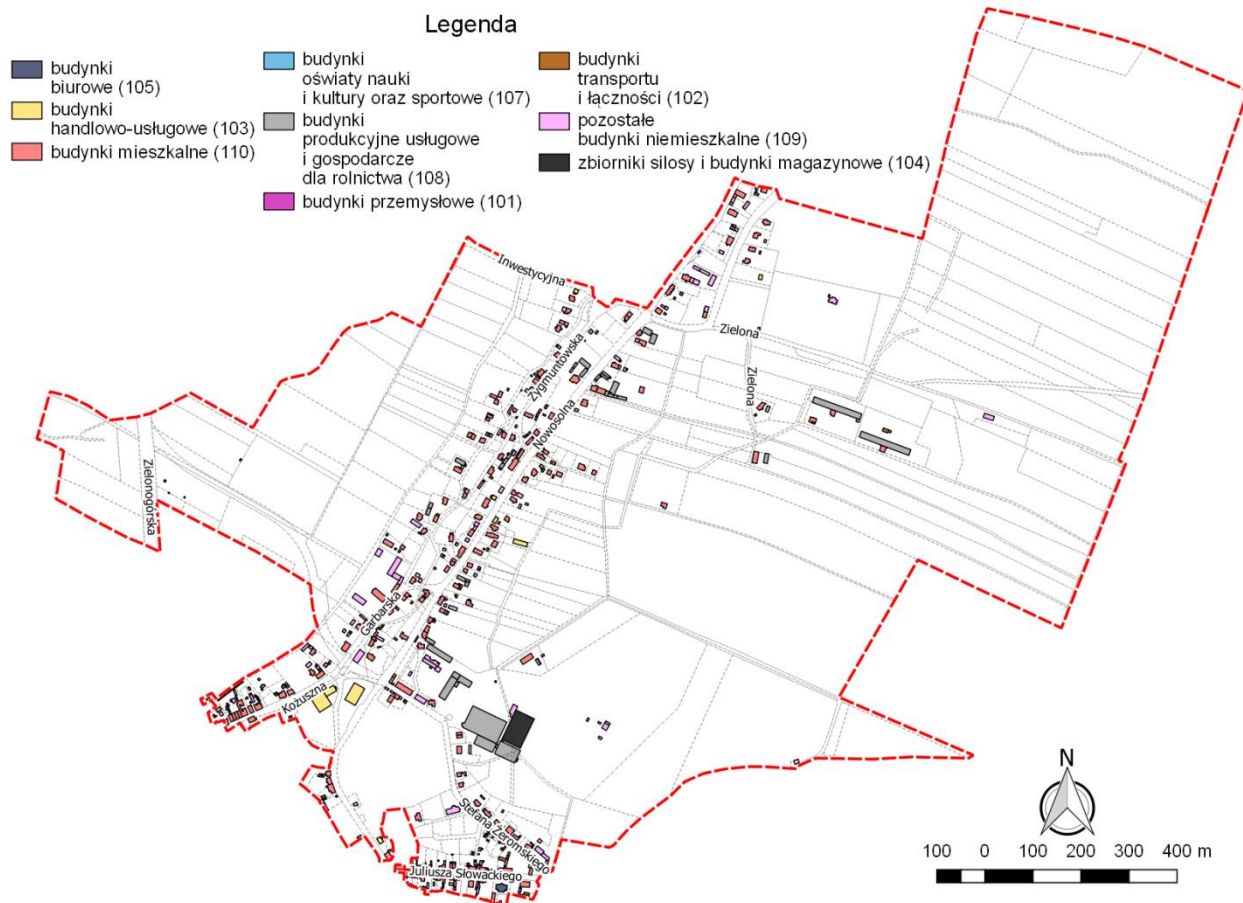 Legenda
budynki
biurowe (105)
budynki
handlowo-usługowe (103)
budynki mieszkalne (110)
budynki
oświaty nauki
i kultury oraz sportowe (107)
budynki
produkcyjne usługowe
i gospodarcze
dla rolnictwa (108)
budynki przemysłowe (101)
budynki
transportu
i łączności (102)
pozostałe
budynki niemieszkalne (109)
zbiorniki silosy i budynki magazynowe (104)
Inwestycyjna
Zygmuntowska
Zielona
Zielona
Nowosolna
Zielonogórska
Garbarska
Kożuszna
Stefana Żeromskiego
Juliusza Słowackiego
N
100 0 100 200 300 400 m